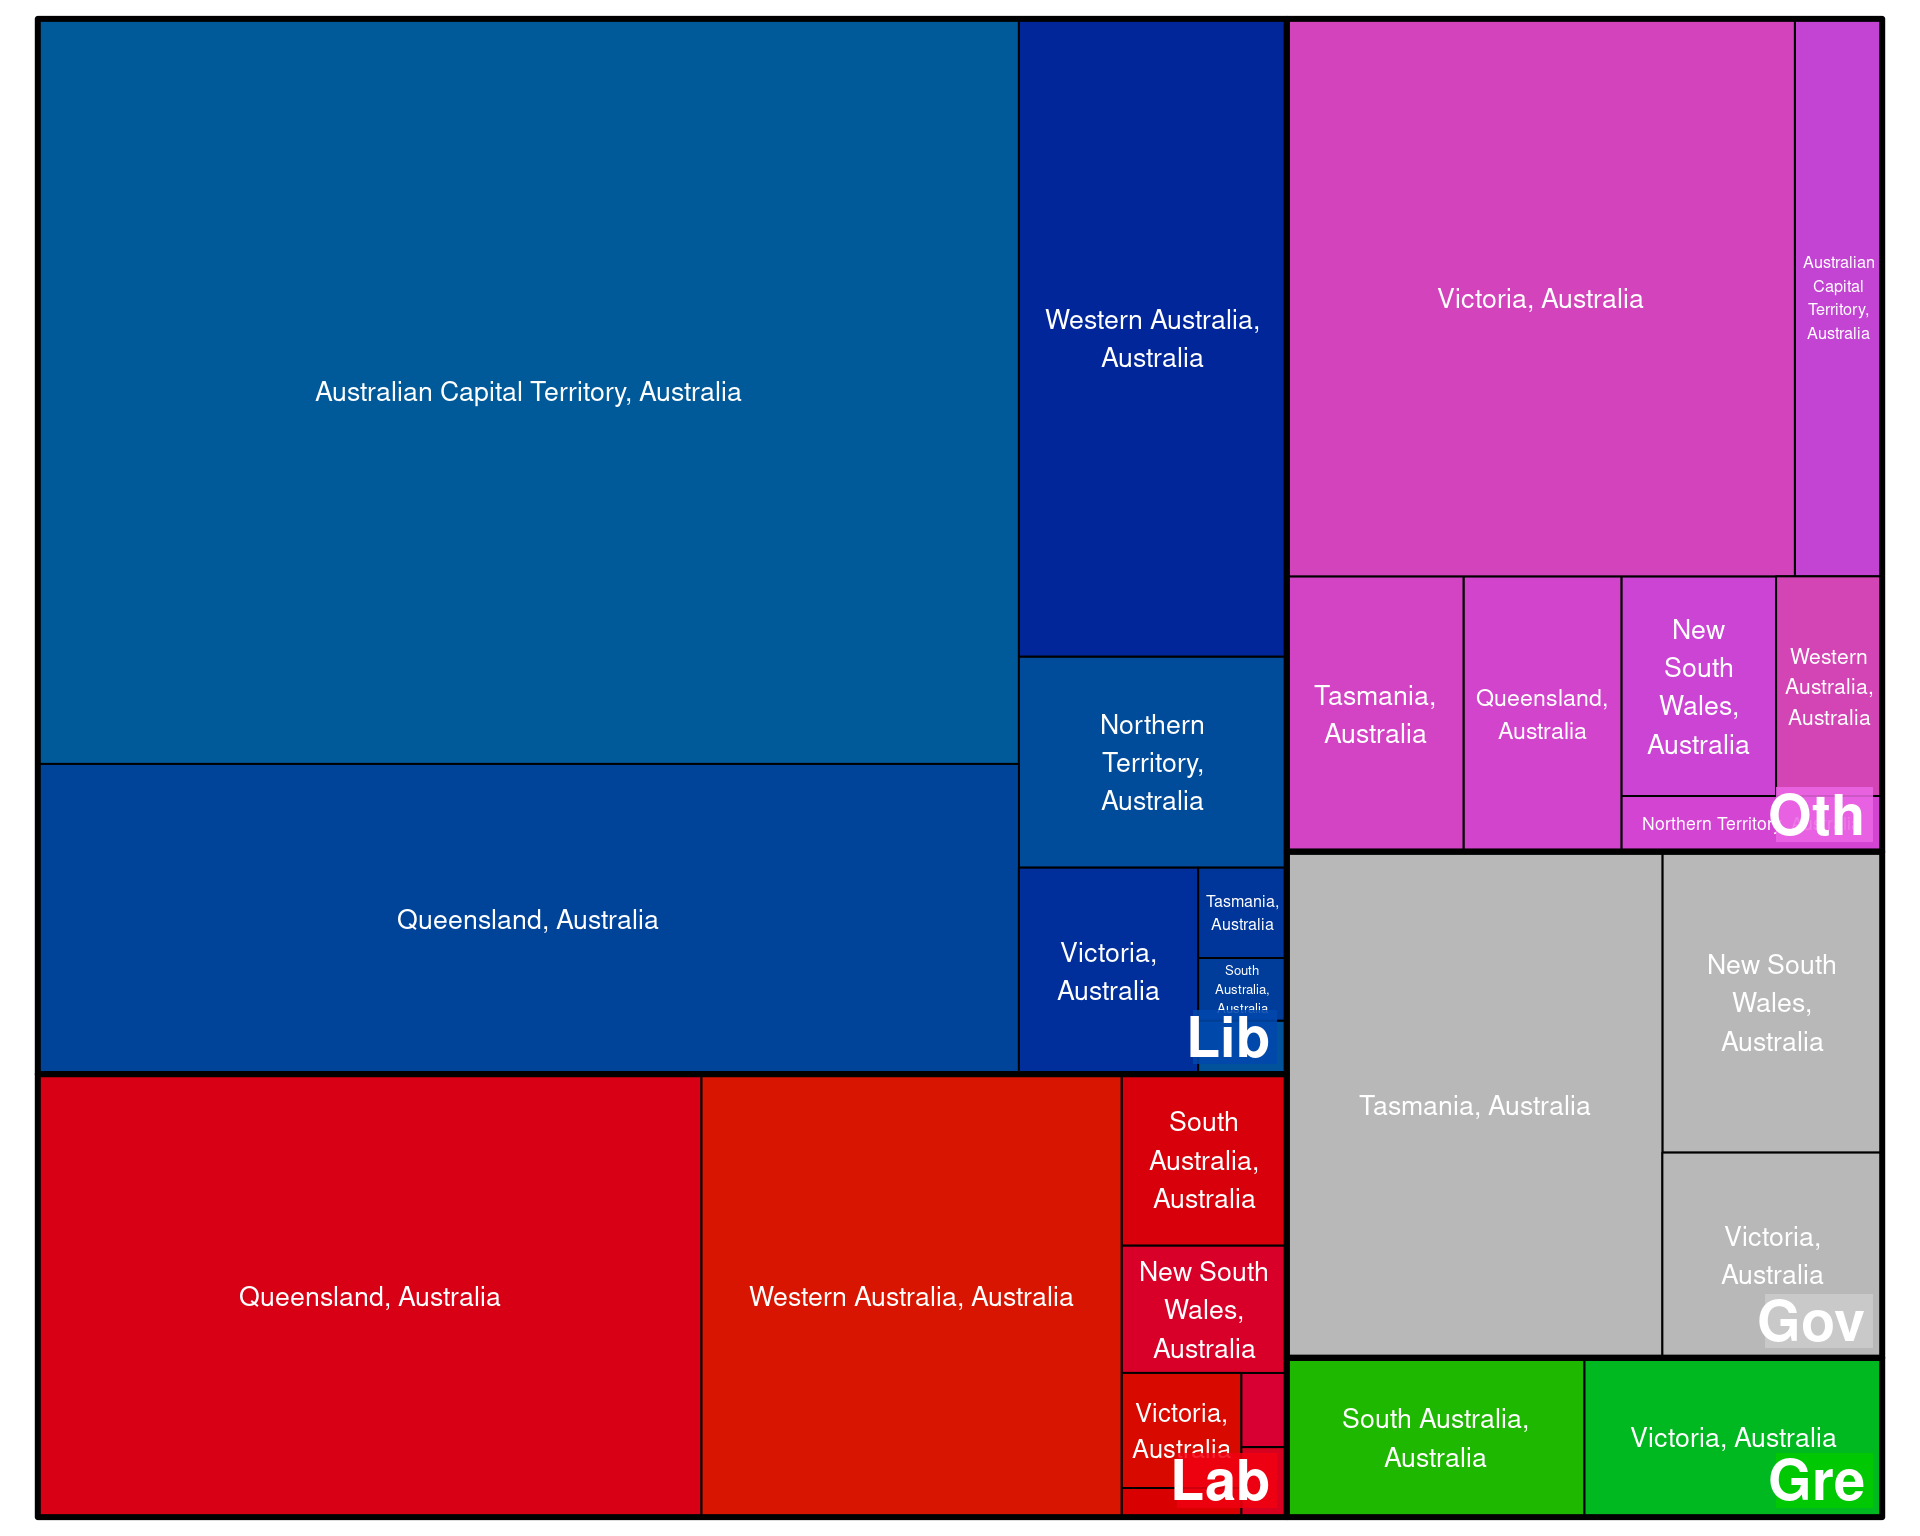 Australian Capital Territory, Australia
Western Australia,
Australia
Northern
Territory,
Australia
Queensland, Australia
Victoria,
Australia
Tasmania,
Australia
South
Australia,
Australia
Lib
Queensland, Australia
Western Australia, Australia
South
Australia,
Australia
New South
Wales,
Australia
Victoria,
Australia
Lab
Victoria, Australia
Australian
Capital
Territory,
Australia
Tasmania,
Australia
Queensland,
Australia
New
South
Wales,
Australia
Western
Australia,
Australia
Northern
Oth
Tasmania, Australia
New South
Wales,
Australia
Victoria,
Australia
Gov
South Australia,
Australia
Victoria, Australia
Gre